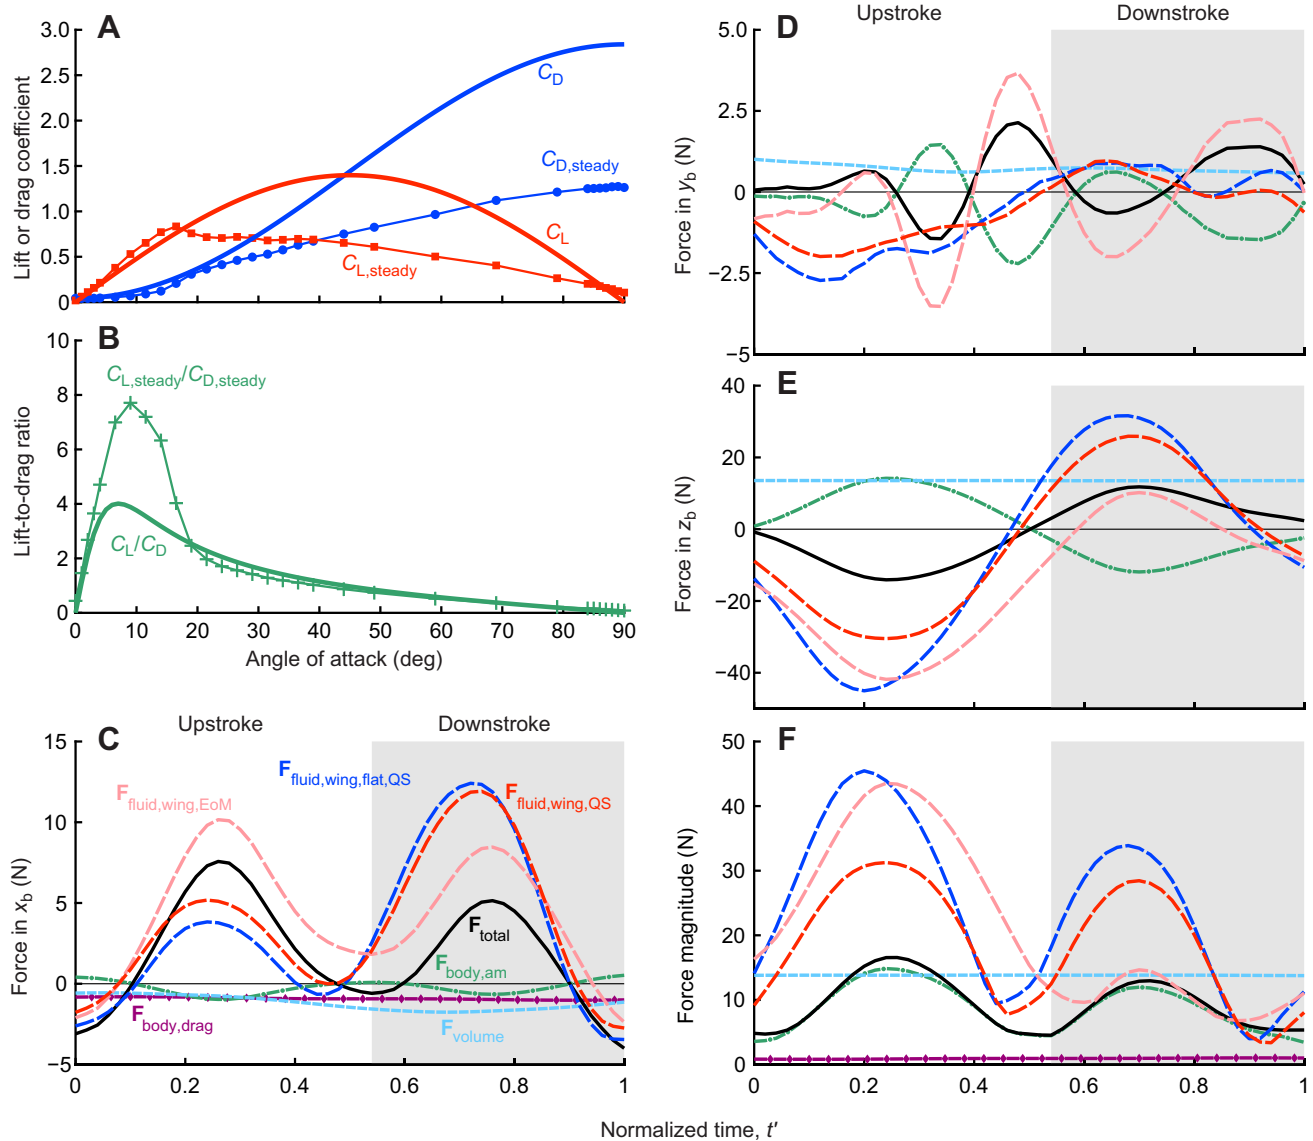 A
3.0
2.5
2.0
1.5
1.0
0.5
0
Lift or drag coefficient
CD
CD,steady
CL
CL,steady
B
10
8
6
4
2
0
Lift-to-drag ratio
CL,steady/CD,steady
CL/CD
0 10 20 30 40 50 60 70 80 90
Angle of attack (deg)
C
Upstroke Downstroke
15
10
5
0
−5
Force in xb (N)
Ffluid,wing,EoM
Ffluid,wing,flat,QS
Ffluid,wing,QS
Ftotal
Fbody,am
Fbody,drag
Fvolume
0 0.2 0.4 0.6 0.8 1
D
Upstroke Downstroke
5.0
2.5
0
−2.5
−5
Force in yb (N)
E
40
20
0
−20
−40
Force in zb (N)
F
50
40
30
20
10
0
Force magnitude (N)
0 0.2 0.4 0.6 0.8 1
Normalized time, t′